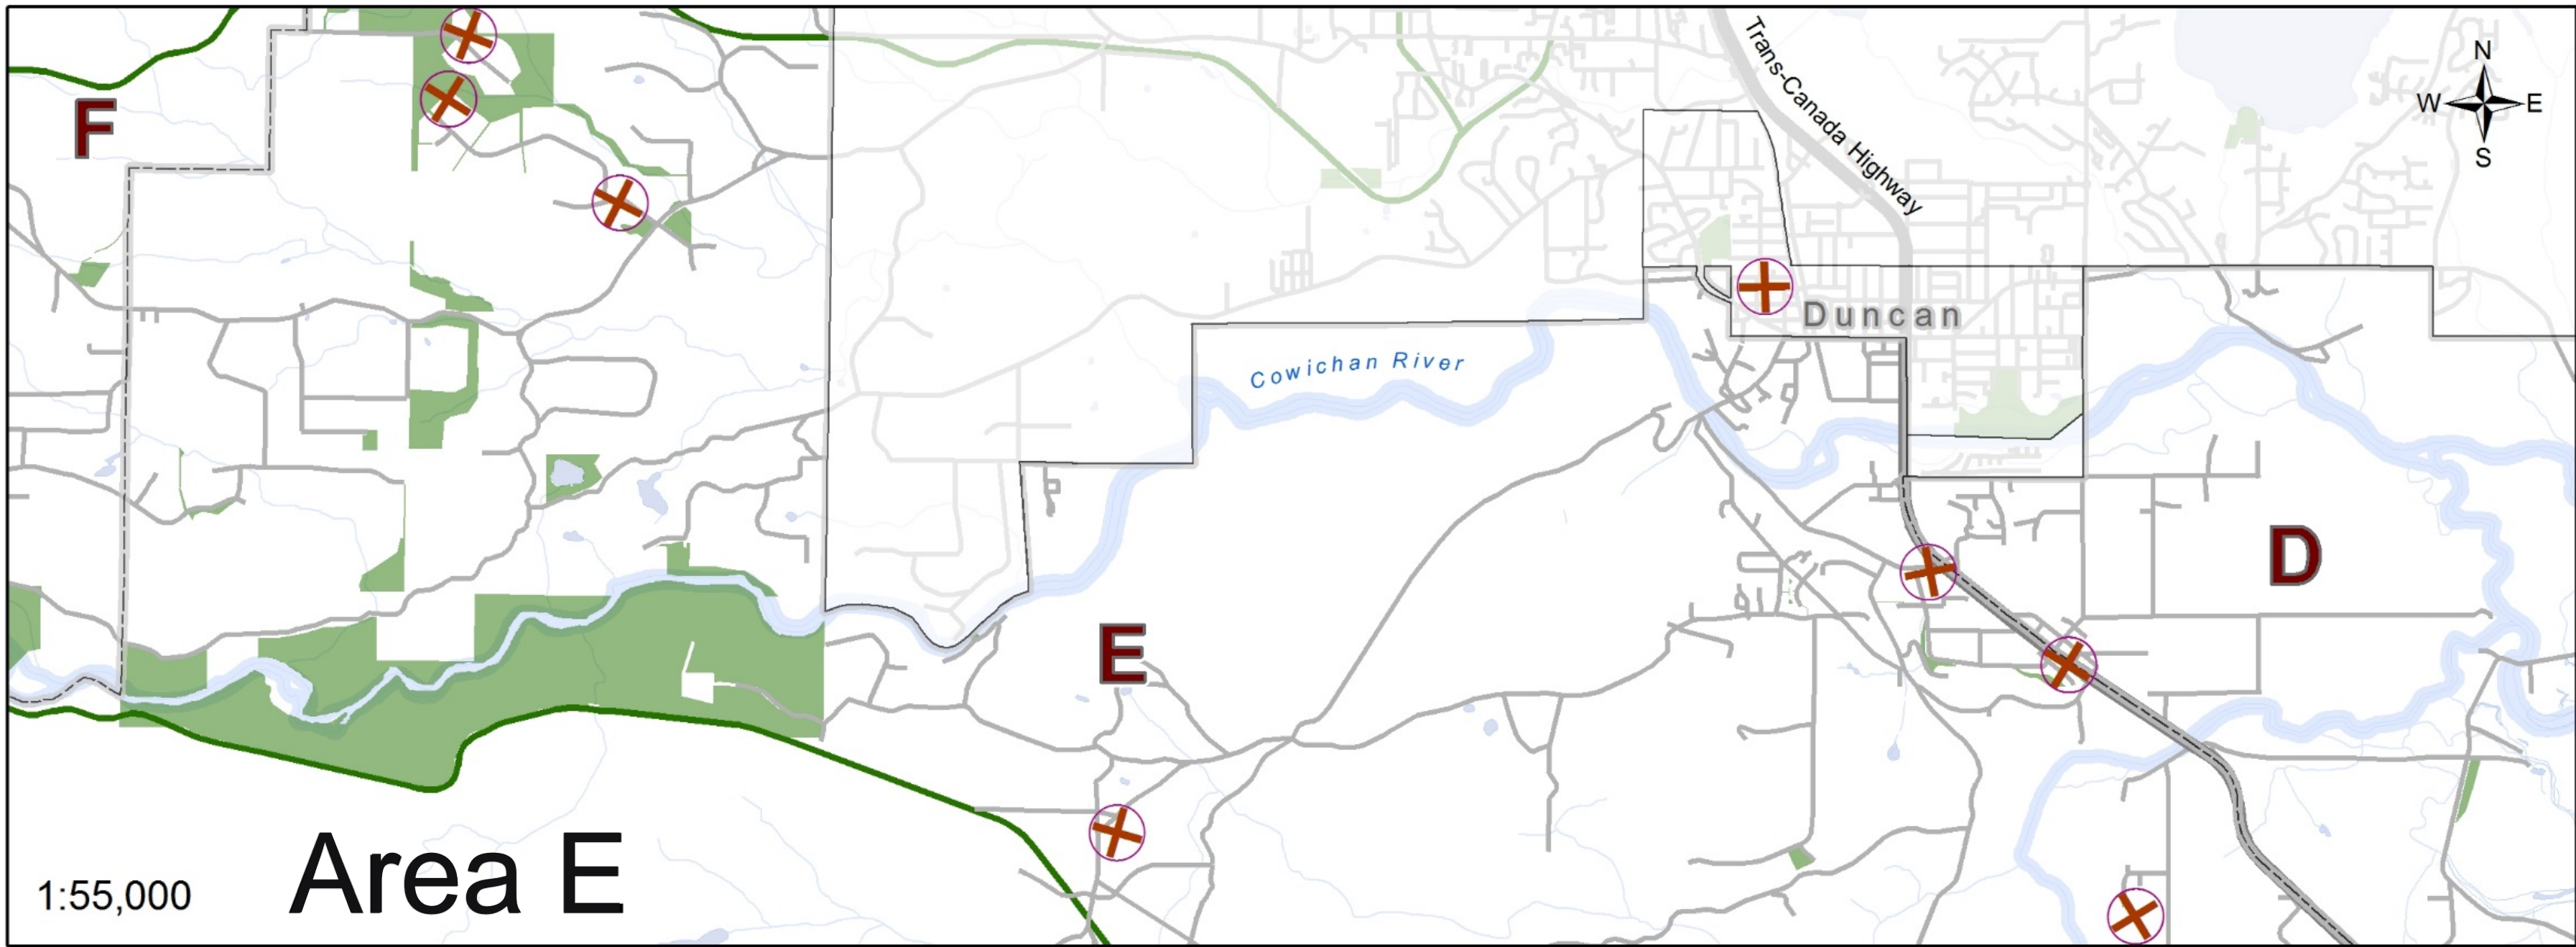 F
Trans-Canada Highway
N
W E
S
Duncan
Cowichan River
D
E
Area E
1:55,000